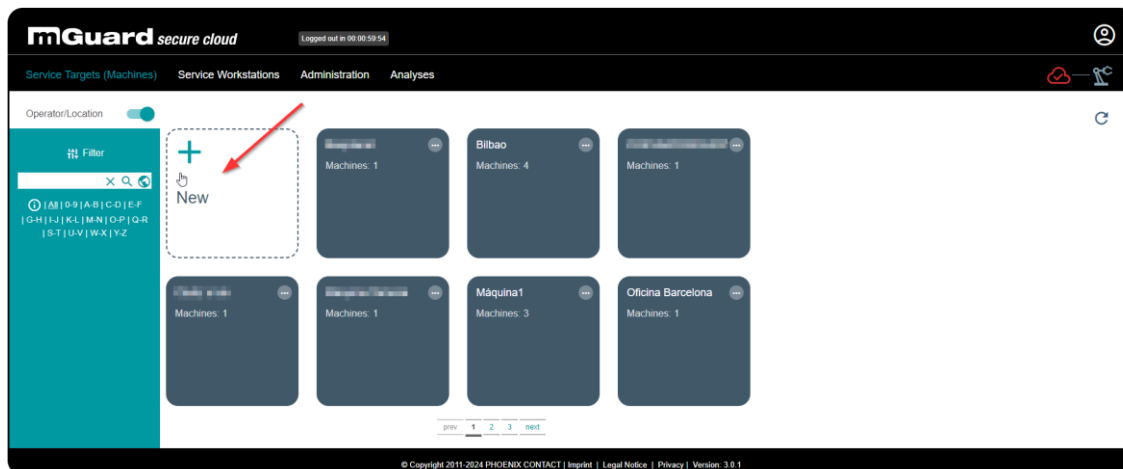 mGuard secure cloud
Logged out in 00:00:59:54
Service Targets (Machines) Service Workstations Administration Analyses
Operator/Location
Filter
| All | 0-9 | A-B | C-D | E-F
| G-H | I-J | K-L | M-N | O-P | Q-R
| S-T | U-V | W-X | Y-Z
New
Machines: 1
Bilbao
Machines: 4
Machines: 1
Machines: 1
Machines: 1
Máquina1
Machines: 3
Oficina Barcelona
Machines: 1
prev 1 2 3 next
© Copyright 2011-2024 PHOENIX CONTACT | Imprint | Legal Notice | Privacy | Version: 3.0.1